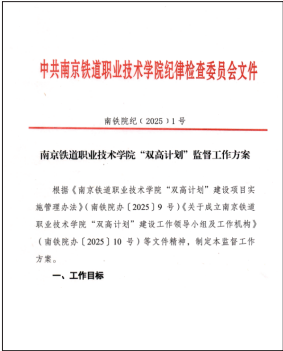 中共南京铁道职业技术学院纪律检查委员会文件
南铁院纪〔2025〕1号
南京铁道职业技术学院“双高计划”监督工作方案
根据《南京铁道职业技术学院“双高计划”建设项目实
施管理办法》(南铁院办〔2025〕9号)《关于成立南京铁道
职业技术学院“双高计划”建设工作领导小组及工作机构》
(南铁院办〔2025〕10号)等文件精神，制定本监督工作
方案。
一、工作目标